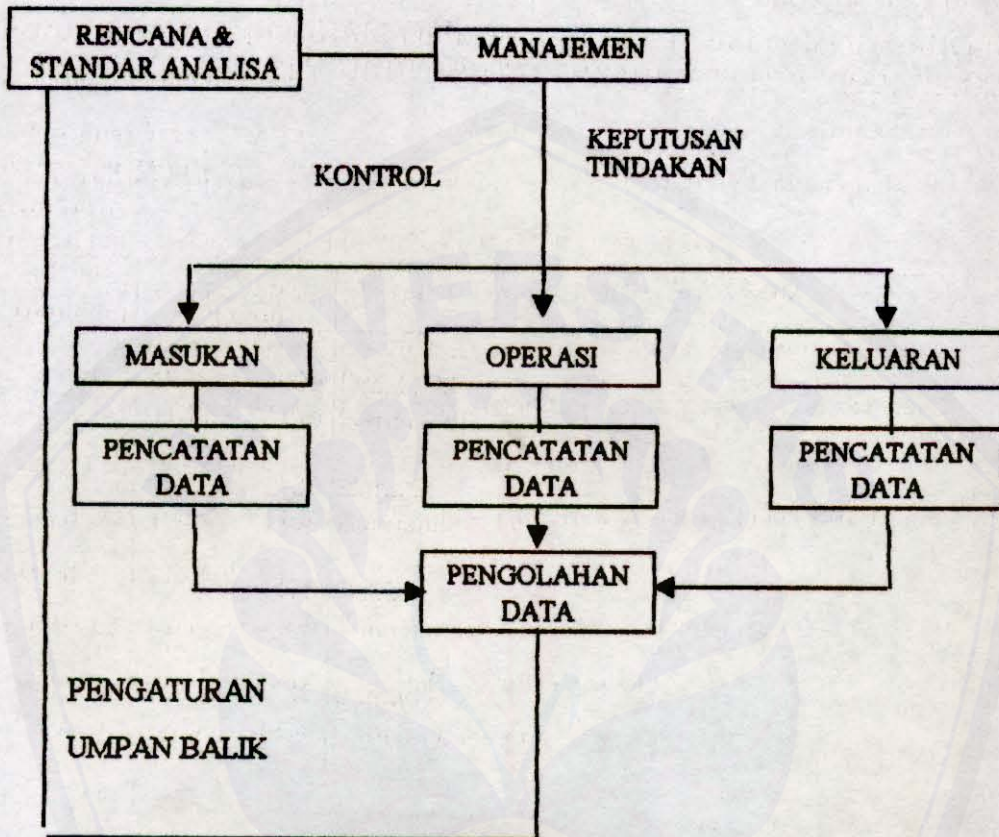 RENCANA &
STANDAR ANALISA
MANAJEMEN
KEPUTUSAN
TINDAKAN
KONTROL
MASUKAN
OPERASI
KELUARAN
PENCATATAN
DATA
PENCATATAN
DATA
PENCATATAN
DATA
PENGOLAHAN
DATA
PENGATURAN
UMPAN BALIK